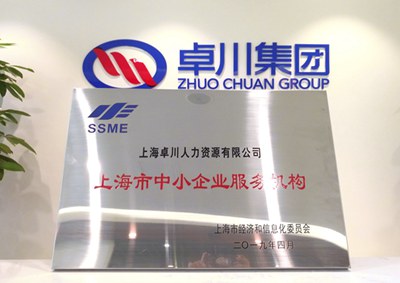 卓川集团
ZHUO CHUAN GROUP
SSME
上海卓川人力资源有限公司
上海市中小企业服务机构
上海市经济和信息化委员会
二〇一九年四月